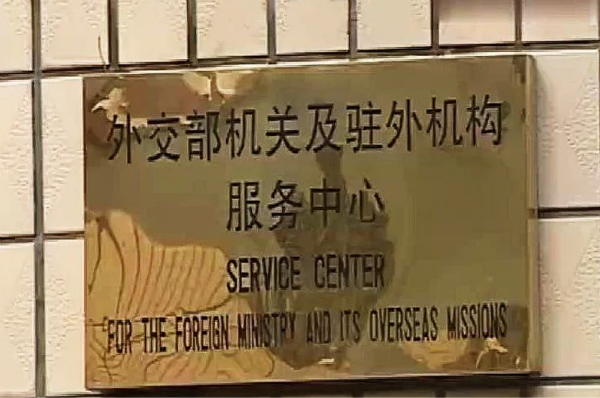 外交部机关及驻外机构
服务中心
SERVICE CENTER
FOR THE FOREIGN MINISTRY AND ITS OVERSEAS MISSIONS